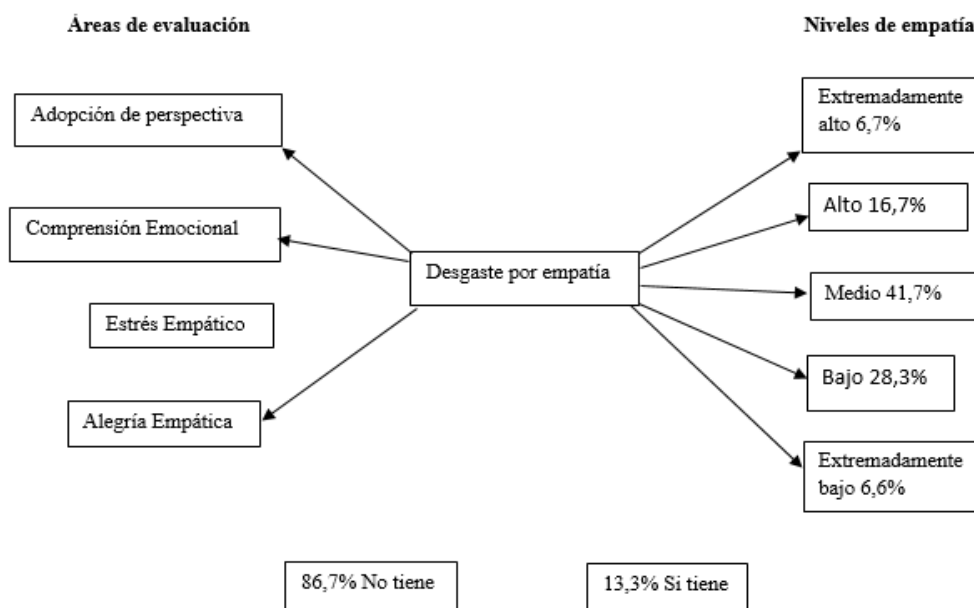 Áreas de evaluación
Niveles de empatía
Adopción de perspectiva
Comprensión Emocional
Estrés Empático
Alegría Empática
Desgaste por empatía
Extremadamente
alto 6,7%
Alto 16,7%
Medio 41,7%
Bajo 28,3%
Extremadamente
bajo 6,6%
86,7% No tiene
13,3% Si tiene